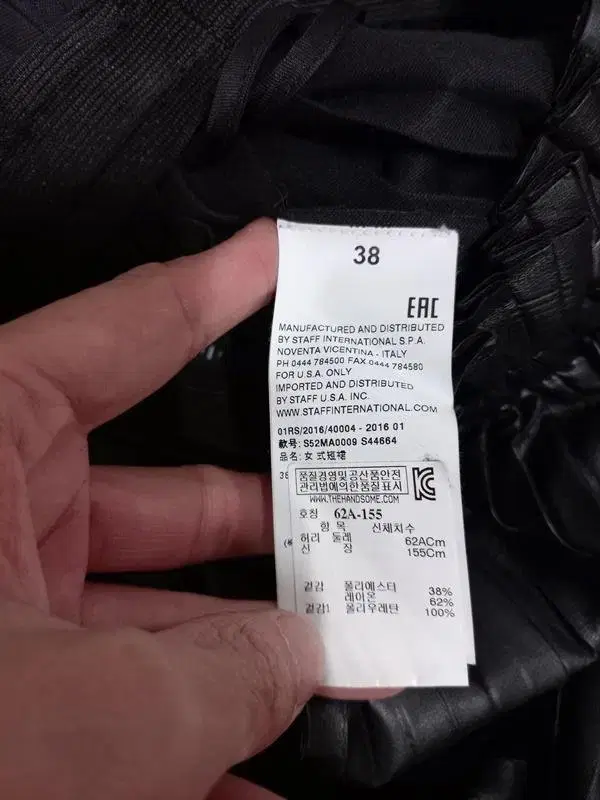 38
EAC
MANUFACTURED AND DISTRIBUTED
BY STAFF INTERNATIONAL S.P.A.
NOVENTA VICENTINA - ITALY
PH 0444 784500 FAX 0444 784580
FOR U.S.A. ONLY
IMPORTED AND DISTRIBUTED
BY STAFF U.S.A. INC.
WWW.STAFFINTERNATIONAL.COM
01RS/2016/40004 - 2016 01
款号: S52MA0009 S44664
品名: 女式短裙
38
품질경영및공산품안전
관리법에의한품질표시
WWW.THEHANDSOME.COM
호칭 62A-155
항목 신체치수
허리 둘레 62ACm
신 장 155Cm
겉감 폴리에스터 38%
레이온 62%
겉감1 폴리우레탄 100%